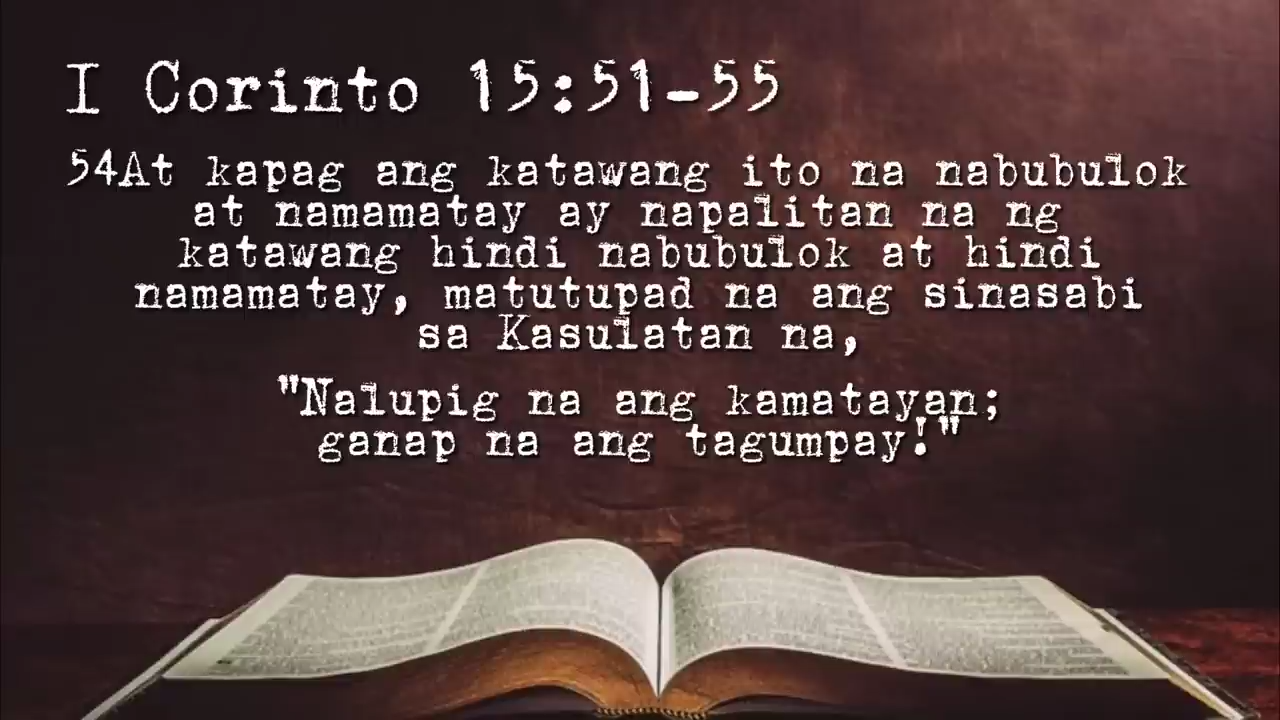 I Corinto 15:51-55
54At kapag ang katawang ito na nabubulok
at namamatay ay napalitan na ng
katawang hindi nabubulok at hindi
namamatay, matutupad na ang sinasabi
sa Kasulatan na,
"Nalupig na ang kamatayan;
ganap na ang tagumpay!"